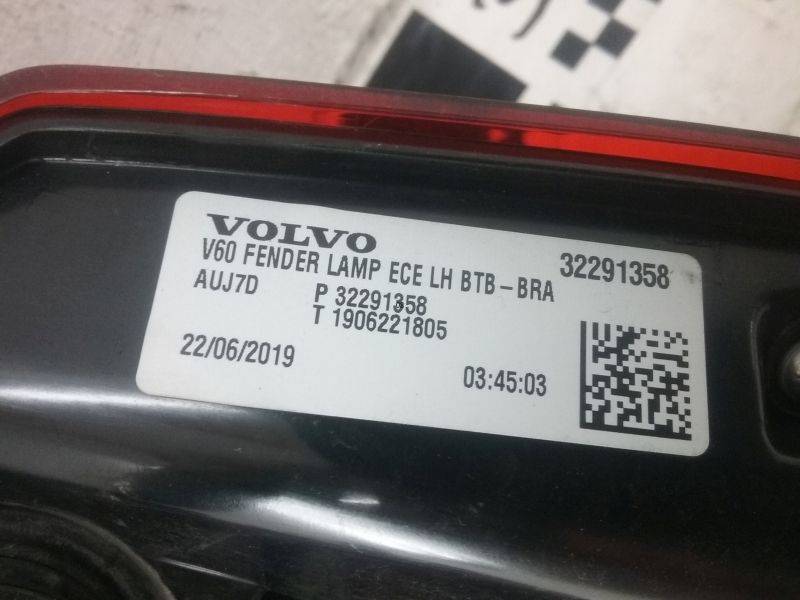 VOLVO
V60 FENDER LAMP ECE LH BTB-BRA 32291358
AUJ7D P 32291358
T 1906221805
22/06/2019 03:45:03